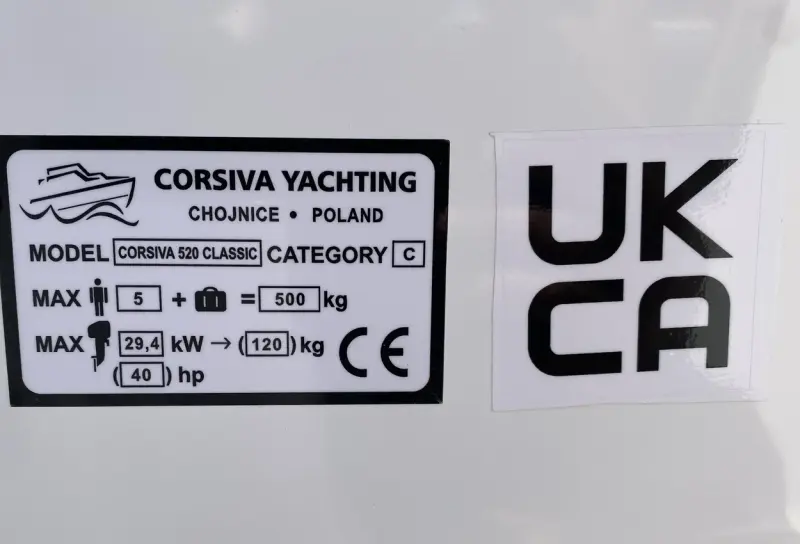 CORSIVA YACHTING
CHOJNICE • POLAND
MODEL CORSIVA 520 CLASSIC CATEGORY C
MAX 5 + = 500 kg
MAX 29,4 kW → (120) kg
(40) hp
CE
UK
CA